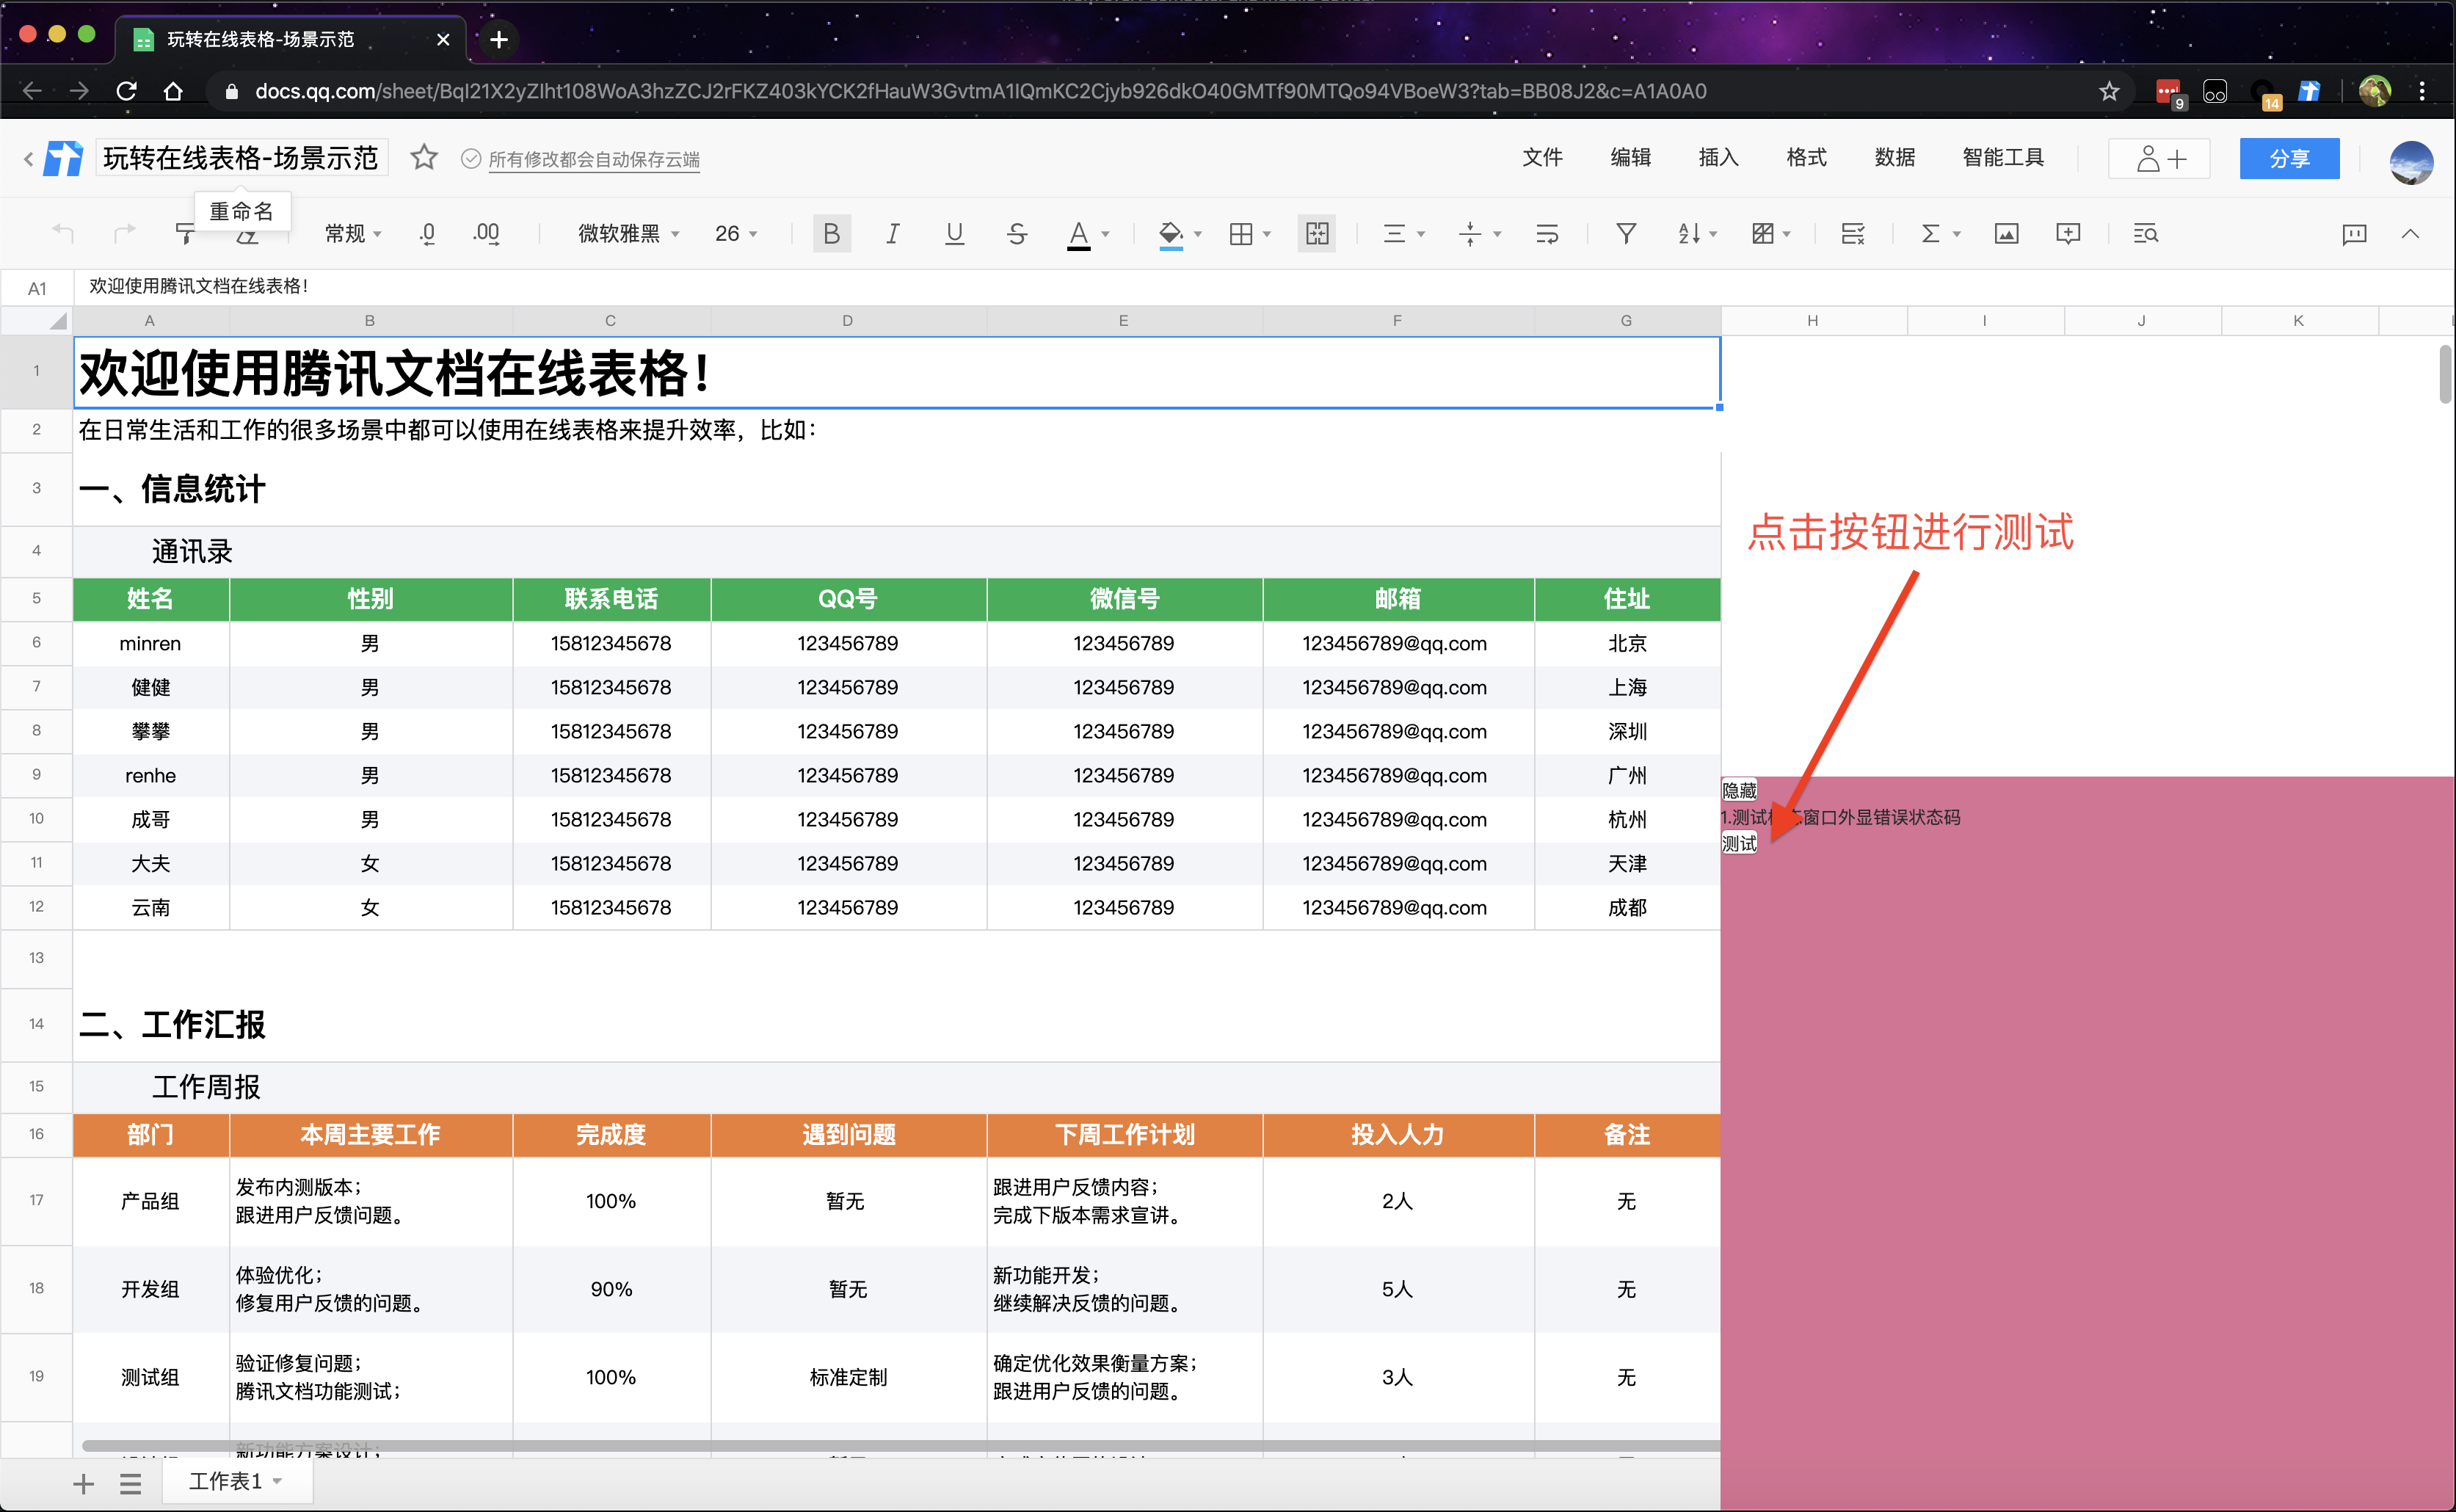 玩转在线表格-场景示范
docs.qq.com/sheet/BqI21X2yZIht108WoA3hzZCJ2rFKZ403kYCK2fHauW3GvtmA1IQmKC2Cjyb926dkO40GMTf90MTQo94VBoeW3?tab=BB08J2&c=A1A0A0
9
14
玩转在线表格-场景示范
所有修改都会自动保存云端
文件 编辑 插入 格式 数据 智能工具
分享
重命名
常规 .0 .00 微软雅黑 26 B I U S A
A1 欢迎使用腾讯文档在线表格！
A B C D E F G H I J K
1 欢迎使用腾讯文档在线表格！
2 在日常生活和工作的很多场景中都可以使用在线表格来提升效率，比如：
3 一、信息统计
点击按钮进行测试
4 通讯录
5 姓名 性别 联系电话 QQ号 微信号 邮箱 住址
6 minren 男 15812345678 123456789 123456789 123456789@qq.com 北京
7 健健 男 15812345678 123456789 123456789 123456789@qq.com 上海
8 攀攀 男 15812345678 123456789 123456789 123456789@qq.com 深圳
9 renhe 男 15812345678 123456789 123456789 123456789@qq.com 广州
10 成哥 男 15812345678 123456789 123456789 123456789@qq.com 杭州
11 大夫 女 15812345678 123456789 123456789 123456789@qq.com 天津
12 云南 女 15812345678 123456789 123456789 123456789@qq.com 成都
隐藏
1.测试 窗口外显错误状态码
测试
13
14 二、工作汇报
15 工作周报
16 部门 本周主要工作 完成度 遇到问题 下周工作计划 投入人力 备注
17 产品组 发布内测版本； 100% 暂无 跟进用户反馈内容； 2人 无
跟进用户反馈问题。 完成下版本需求宣讲。
18 开发组 体验优化； 90% 暂无 新功能开发； 5人 无
修复用户反馈的问题。 继续解决反馈的问题。
19 测试组 验证修复问题； 100% 标准定制 确定优化效果衡量方案； 3人 无
腾讯文档功能测试； 跟进用户反馈的问题。
新功能方案设计；
工作表1